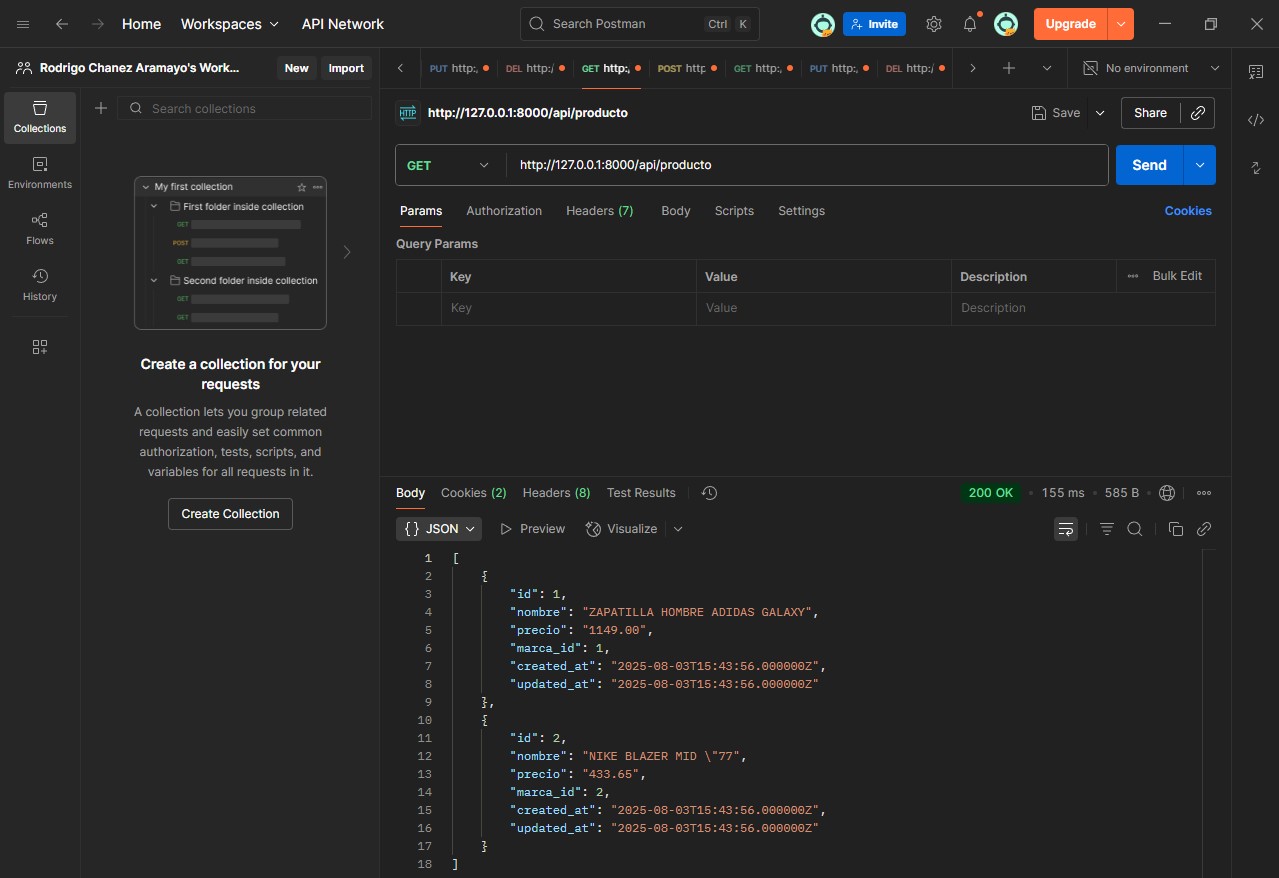 Home Workspaces API Network Search Postman Ctrl K Invite Upgrade
Rodrigo Chanez Aramayo's Work... New Import
PUT http:, DEL http:/ GET http:, POST http GET http:, PUT http:, DEL http:/ No environment
Collections
Environments
Flows
History
Search collections
My first collection
First folder inside collection
GET
POST
GET
Second folder inside collection
GET
GET
Create a collection for your
requests
A collection lets you group related
requests and easily set common
authorization, tests, scripts, and
variables for all requests in it.
Create Collection
HTTP http://127.0.0.1:8000/api/producto Save Share
GET http://127.0.0.1:8000/api/producto Send
Params Authorization Headers (7) Body Scripts Settings Cookies
Query Params
Key Value Description Bulk Edit
Key Value Description
Body Cookies (2) Headers (8) Test Results 200 OK • 155 ms • 585 B •
{} JSON Preview Visualize
1 [
2 {
3 "id": 1,
4 "nombre": "ZAPATILLA HOMBRE ADIDAS GALAXY",
5 "precio": "1149.00",
6 "marca_id": 1,
7 "created_at": "2025-08-03T15:43:56.000000Z",
8 "updated_at": "2025-08-03T15:43:56.000000Z"
9 },
10 {
11 "id": 2,
12 "nombre": "NIKE BLAZER MID \"77",
13 "precio": "433.65",
14 "marca_id": 2,
15 "created_at": "2025-08-03T15:43:56.000000Z",
16 "updated_at": "2025-08-03T15:43:56.000000Z"
17 }
18 ]